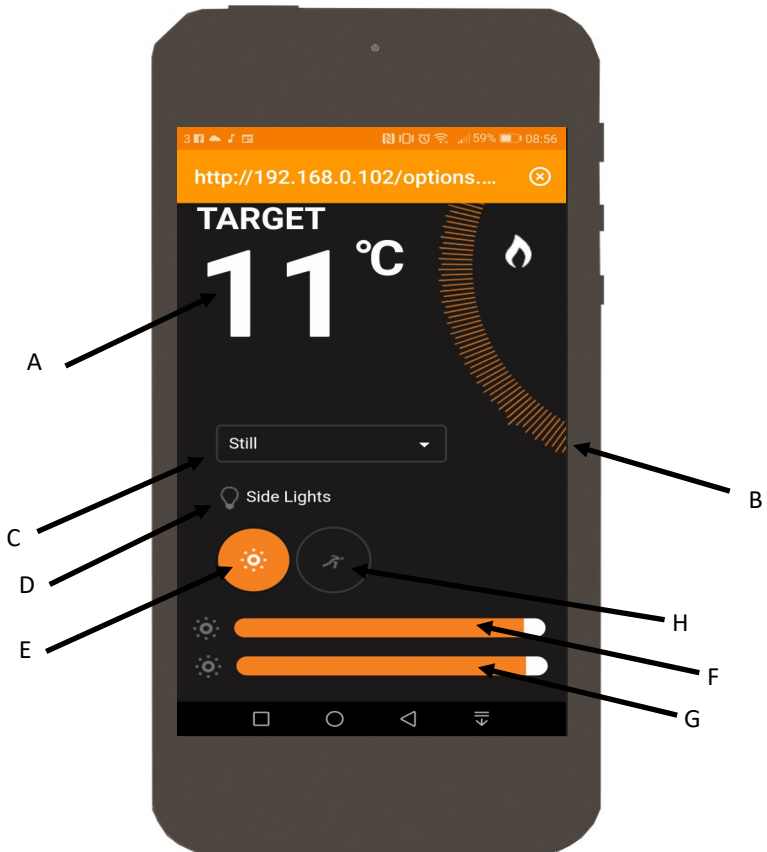 3 59% 08:56
http://192.168.0.102/options....
TARGET
11 °C
A
Still
B
C
Side Lights
D
H
E
F
G